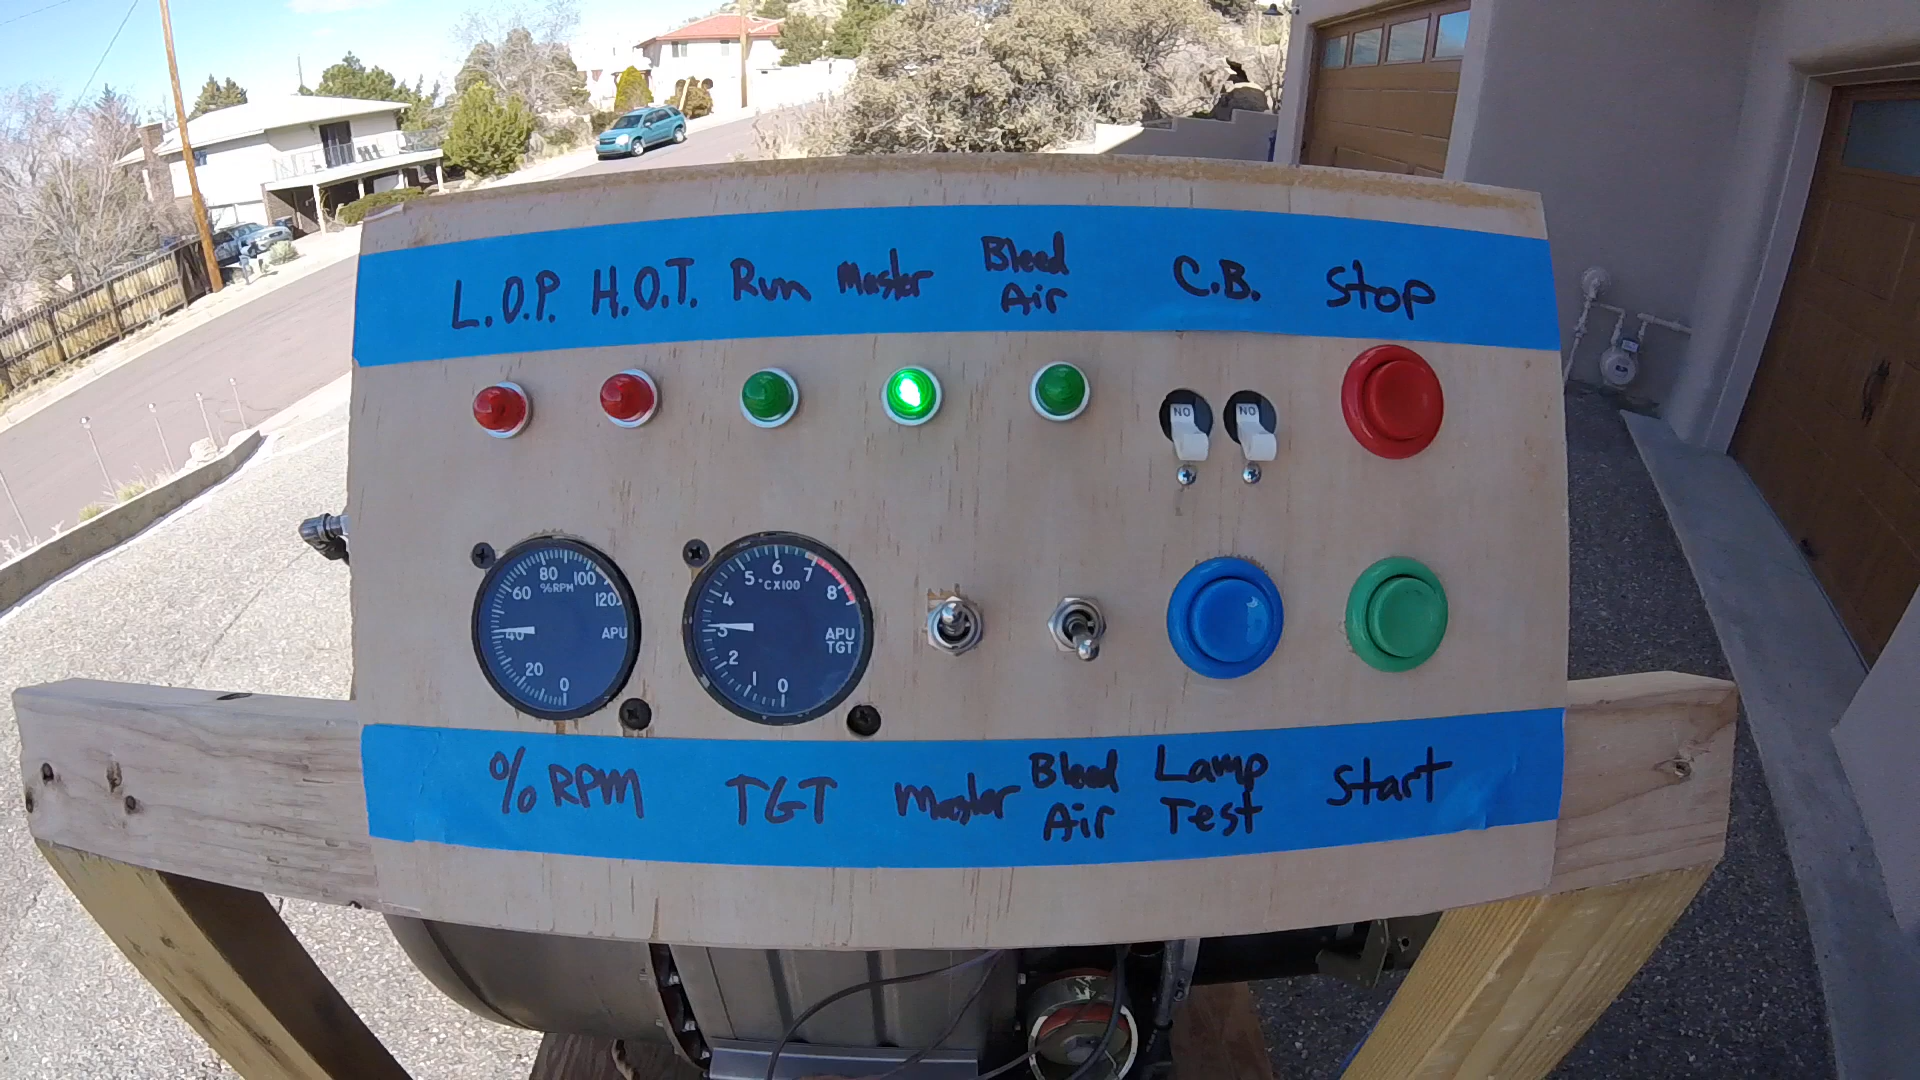 L.O.P. H.O.T. Run Master Bleed Air C.B. Stop
NO NO
80 100
%RPM
60 120
40 APU
20
0
5 6 7
°CX100
4 8
3 APU
TGT
2
1 0
% RPM TGT Master Bleed Air Lamp Test Start